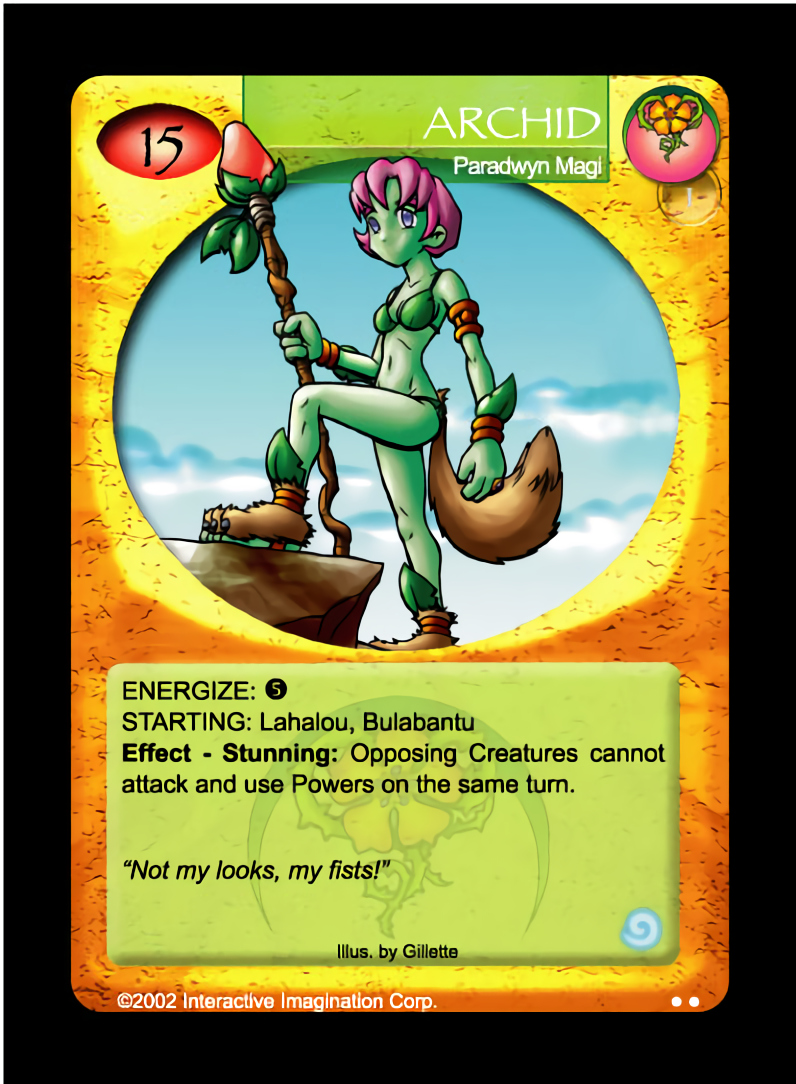 15
ARCHID
Paradwyn Magi
ENERGIZE: 5
STARTING: Lahalou, Bulabantu
Effect - Stunning: Opposing Creatures cannot
attack and use Powers on the same turn.
“Not my looks, my fists!”
Illus. by Gillette
©2002 Interactive Imagination Corp.